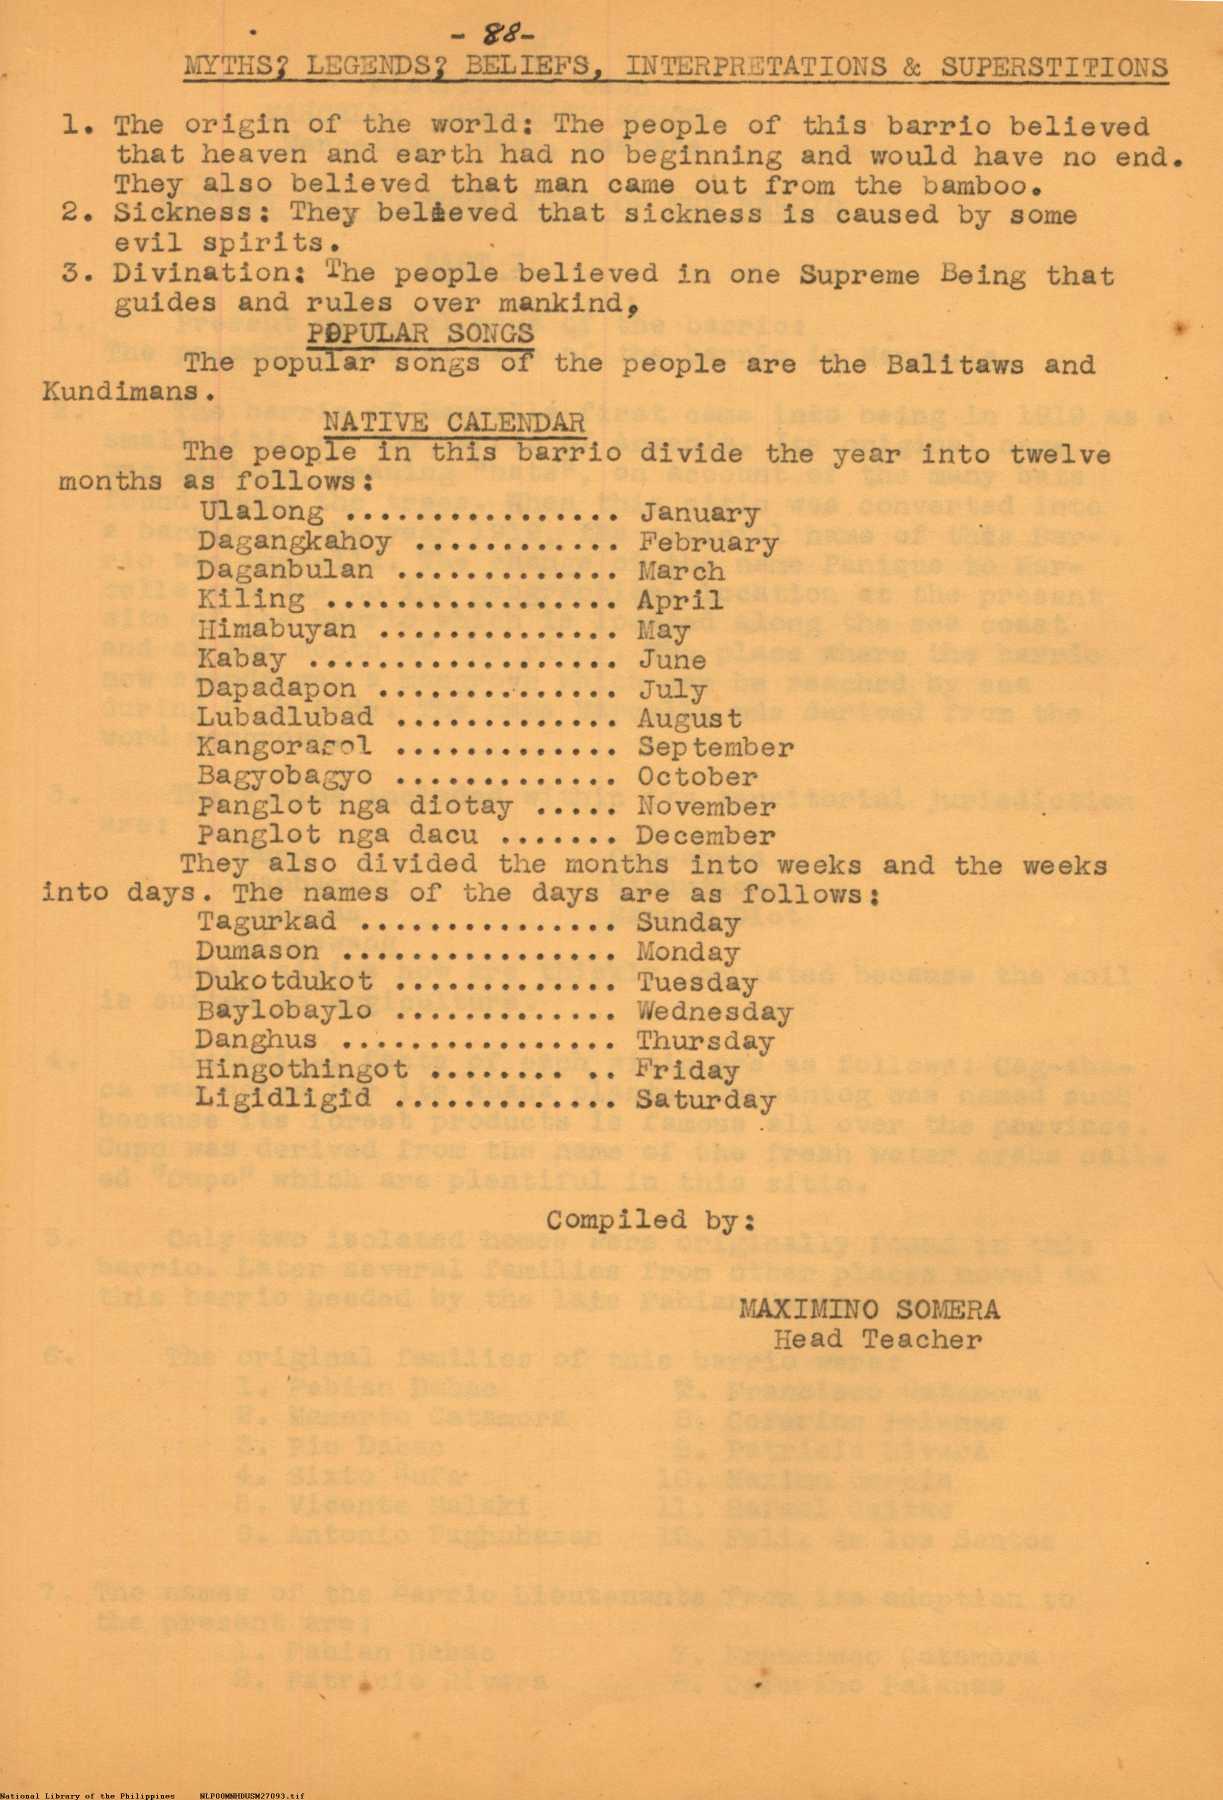 - 88-
MYTHS? LEGENDS? BELIEFS, INTERPRETATIONS & SUPERSTITIONS
1. The origin of the world: The people of this barrio believed
that heaven and earth had no beginning and would have no end.
They also believed that man came out from the bamboo.
2. Sickness: They believed that sickness is caused by some
evil spirits.
3. Divination: The people believed in one Supreme Being that
guides and rules over mankind,
POPULAR SONGS
The popular songs of the people are the Balitaws and
Kundimans.
NATIVE CALENDAR
The people in this barrio divide the year into twelve
months as follows:
Ulalong ................ January
Dagangkahoy ............ February
Daganbulan ............. March
Kiling ................. April
Himabuyan .............. May
Kabay .................. June
Dapadapon .............. July
Lubadlubad ............. August
Kangorasol ............. September
Bagyobagyo ............. October
Panglot nga diotay ..... November
Panglot nga dacu ....... December
They also divided the months into weeks and the weeks
into days. The names of the days are as follows:
Tagurkad ............... Sunday
Dumason ................ Monday
Dukotdukot ............. Tuesday
Baylobaylo ............. Wednesday
Danghus ................ Thursday
Hingothingot ........ .. Friday
Ligidligid ............. Saturday
Compiled by:
MAXIMINO SOMERA
Head Teacher
National Library of the Philippines NLPOOMNHDUSM27093.tif